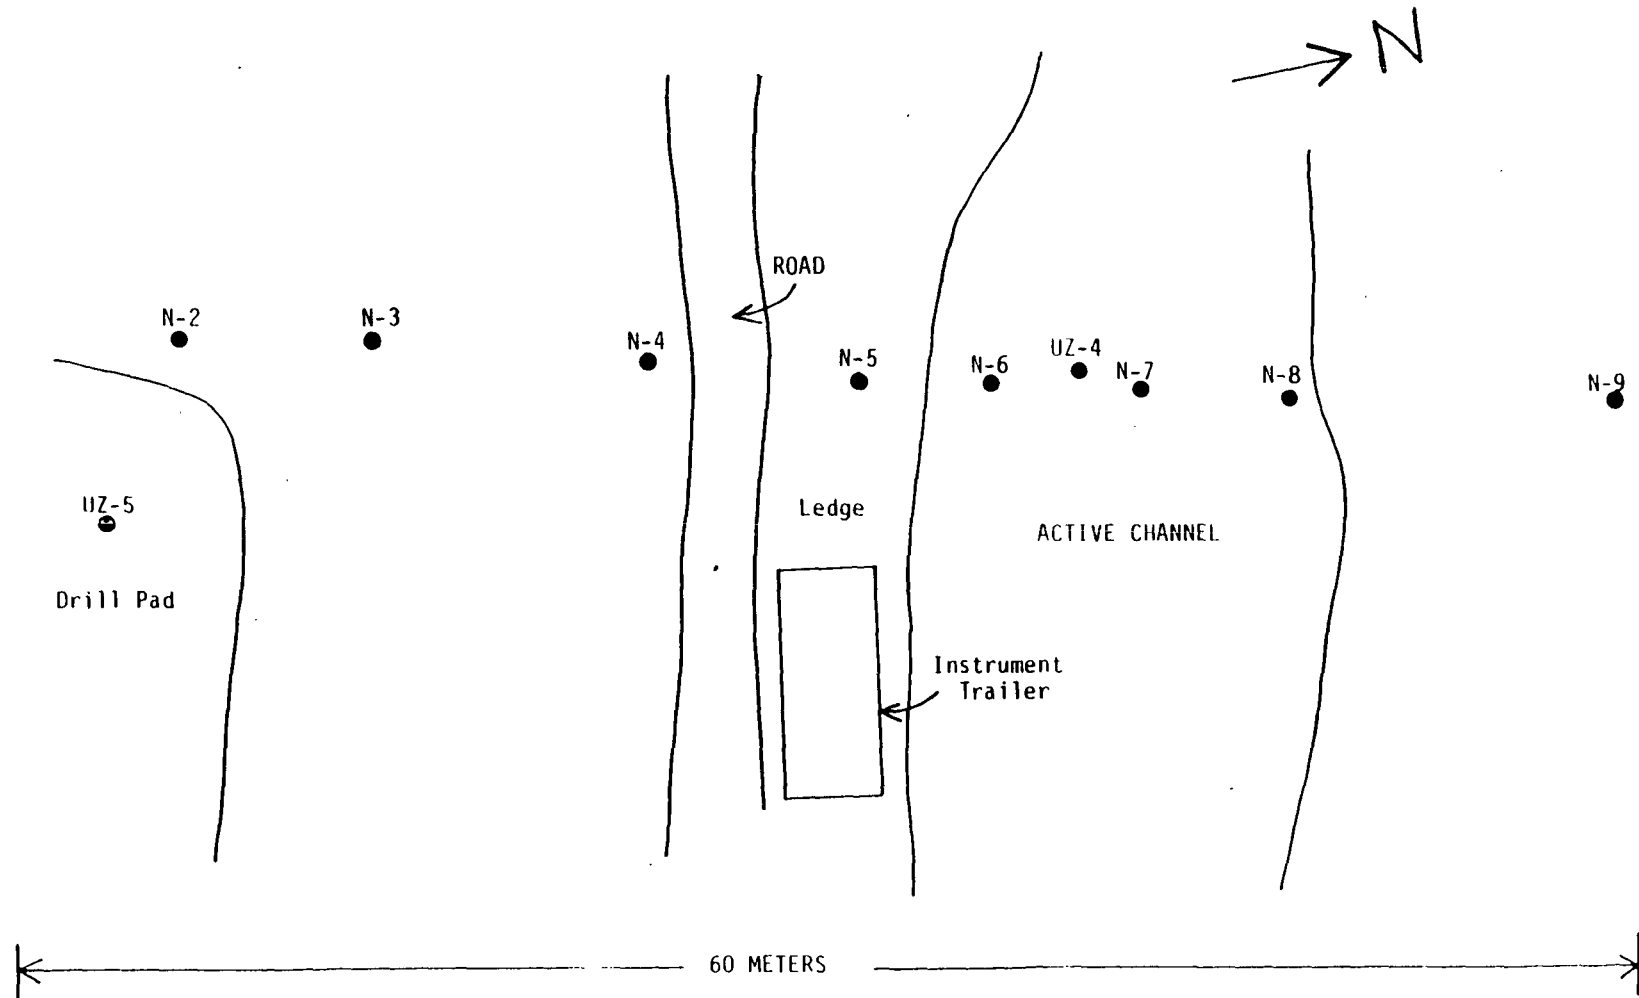 N
ROAD
N-2
N-3
N-4
N-5
N-6
UZ-4
N-7
N-8
N-9
UZ-5
Ledge
ACTIVE CHANNEL
Drill Pad
Instrument
Trailer
60 METERS